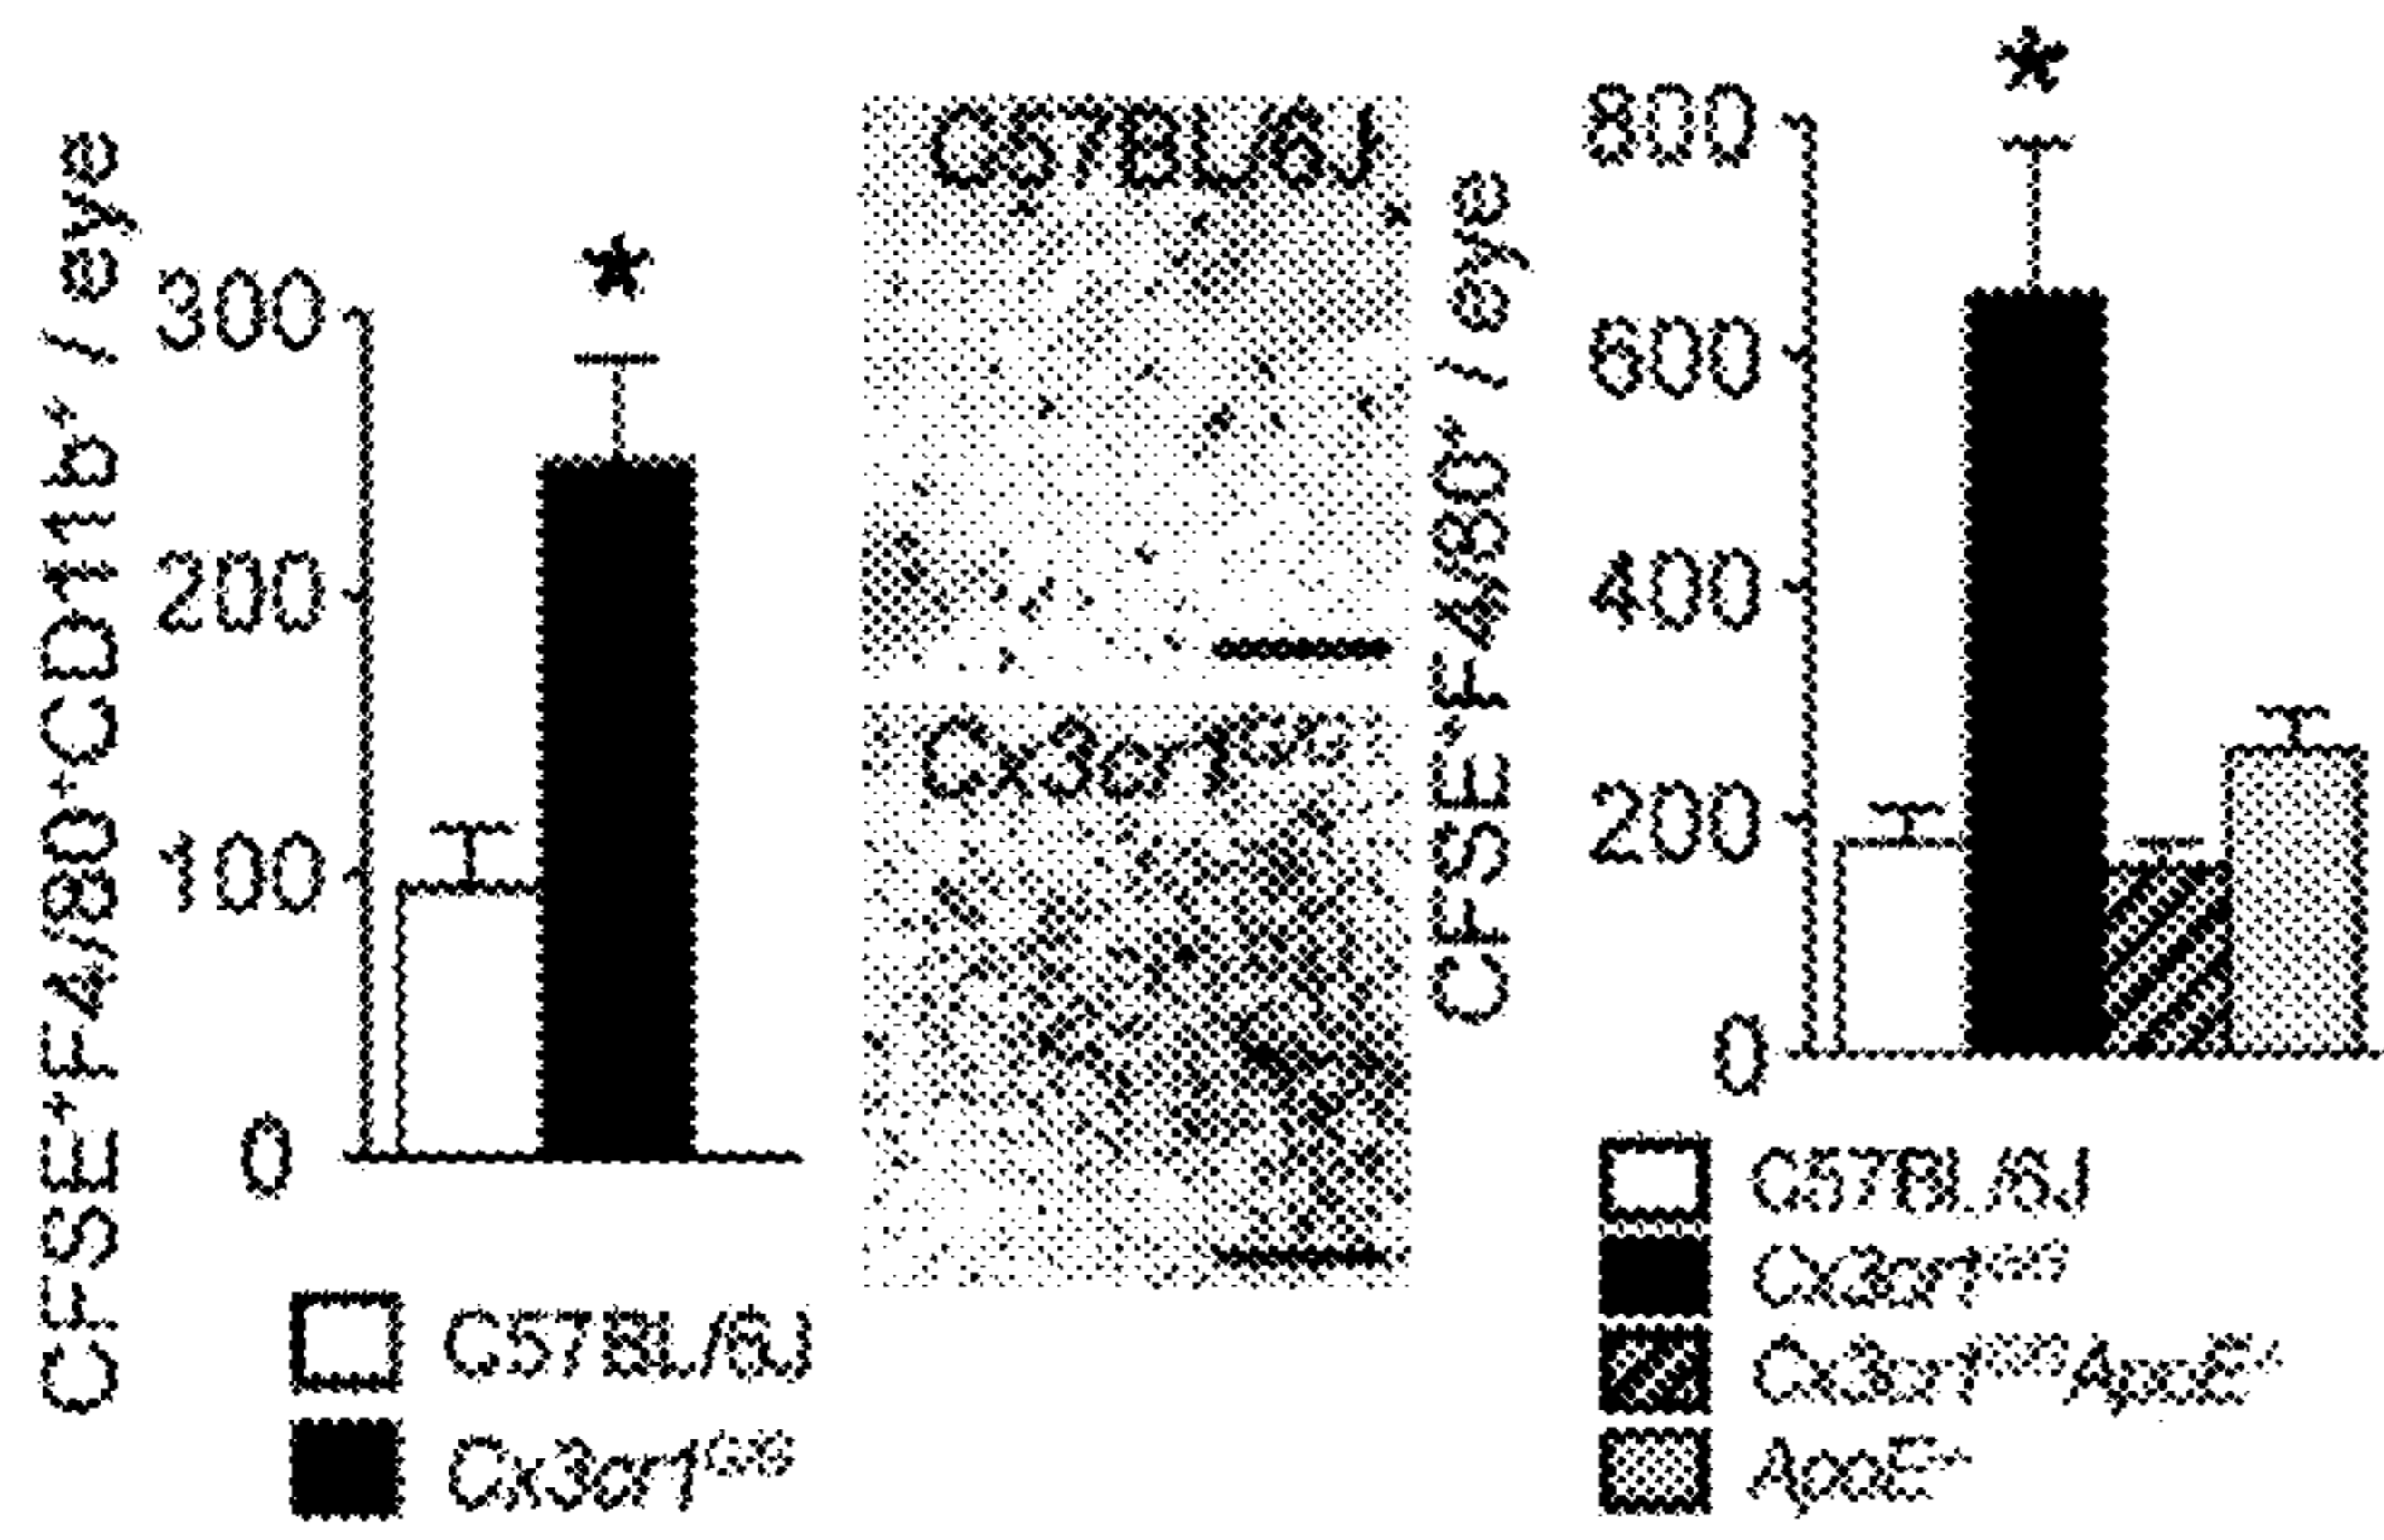 CFSE⁺F4/80⁺CD11b⁺ / eye
300
200
100
0
*
C57BL/6J
Cx3cr1
C57BL/6J
Cx3cr1
CFSE⁺F4/80⁺ / eye
800
600
400
200
0
*
C57BL/6J
Cx3cr1
Cx3cr1 ApoE
ApoE